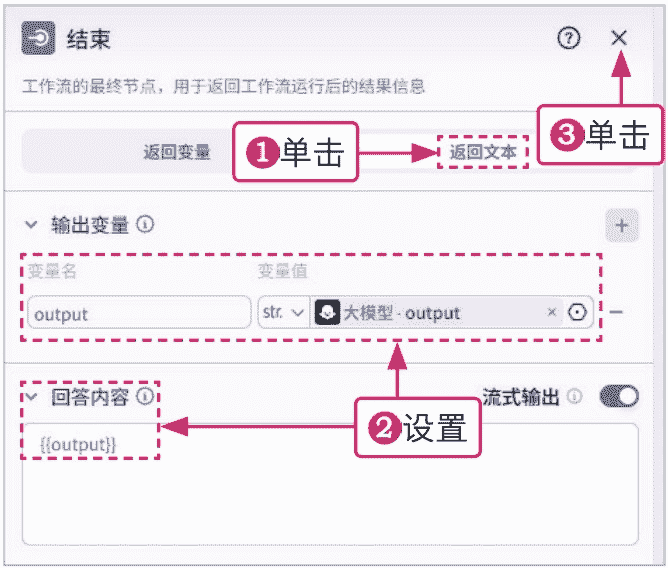 结束
工作流的最终节点，用于返回工作流运行后的结果信息
❸单击
返回变量
❶单击
返回文本
输出变量
变量名 变量值
output str. 大模型 - output
回答内容 流式输出
❷设置
{{output}}